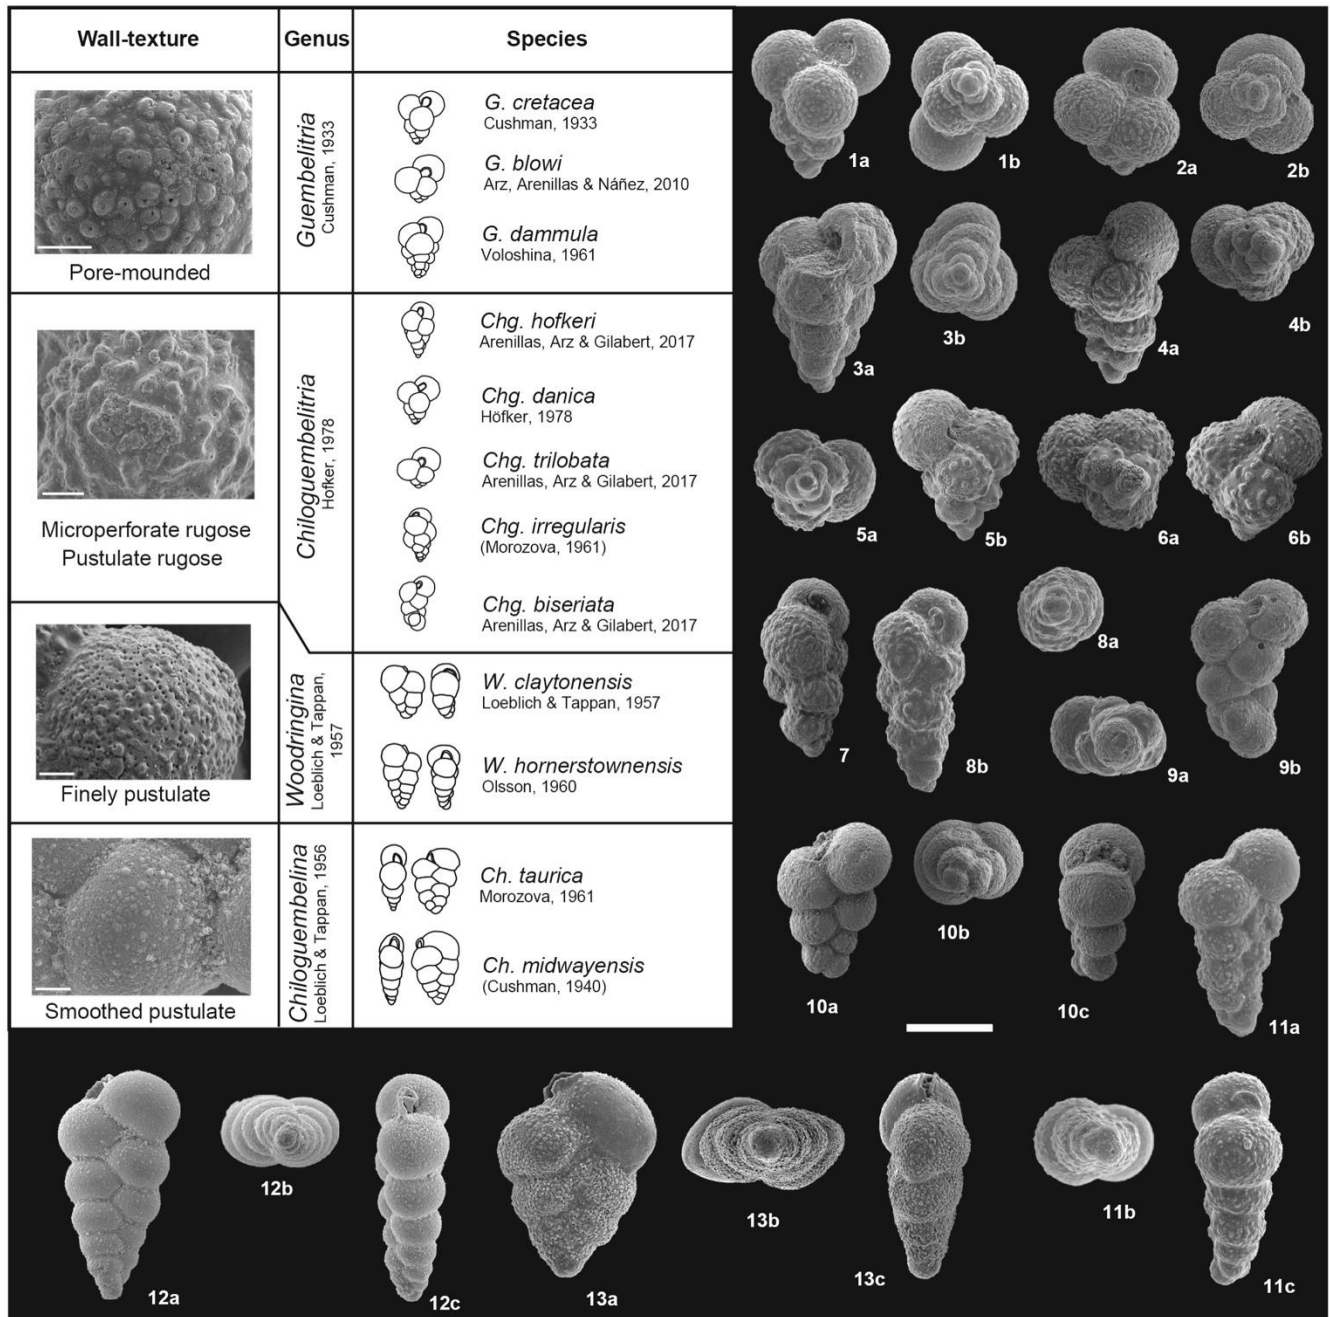 Wall-texture
Genus
Species
Pore-mounded
Guembelitria
Cushman, 1933
G. cretacea
Cushman, 1933
G. blowi
Arz, Arenillas & Náñez, 2010
G. dammula
Voloshina, 1961
Microperforate rugose
Pustulate rugose
Chiloguembelitria
Hofker, 1978
Chg. hofkeri
Arenillas, Arz & Gilabert, 2017
Chg. danica
Höfker, 1978
Chg. trilobata
Arenillas, Arz & Gilabert, 2017
Chg. irregularis
(Morozova, 1961)
Chg. biseriata
Arenillas, Arz & Gilabert, 2017
Finely pustulate
Woodringina
Loeblich & Tappan,
1957
W. claytonensis
Loeblich & Tappan, 1957
W. hornerstownensis
Olsson, 1960
Smoothed pustulate
Chiloguembelina
Loeblich & Tappan, 1956
Ch. taurica
Morozova, 1961
Ch. midwayensis
(Cushman, 1940)
1a
1b
2a
2b
3a
3b
4a
4b
5a
5b
6a
6b
7
8b
8a
9a
9b
10a
10b
10c
11a
12a
12b
12c
13a
13b
13c
11b
11c